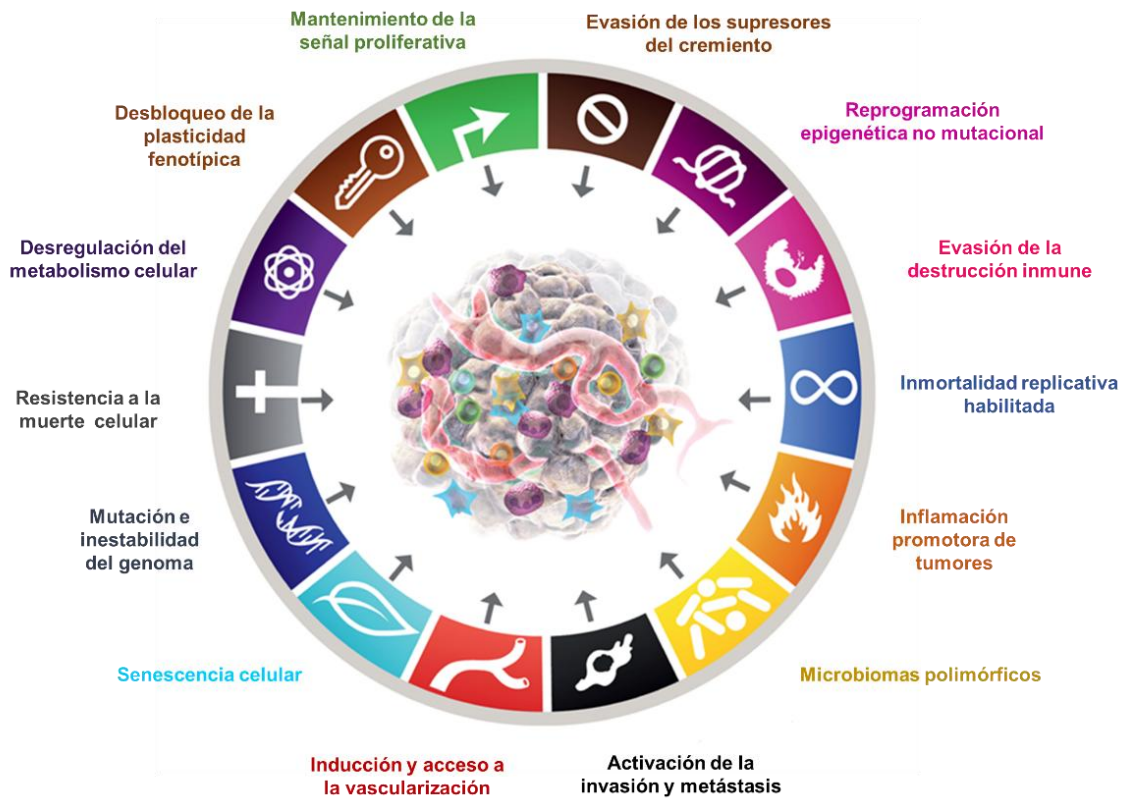 Mantenimiento de la
señal proliferativa
Evasión de los supresores
del cremiento
Desbloqueo de la
plasticidad
fenotípica
Reprogramación
epigenética no mutacional
Desregulación del
metabolismo celular
Evasión de la
destrucción inmune
Resistencia a la
muerte celular
Inmortalidad replicativa
habilitada
Mutación e
inestabilidad
del genoma
Inflamación
promotora de
tumores
Senescencia celular
Microbiomas polimórficos
Inducción y acceso a
la vascularización
Activación de la
invasión y metástasis